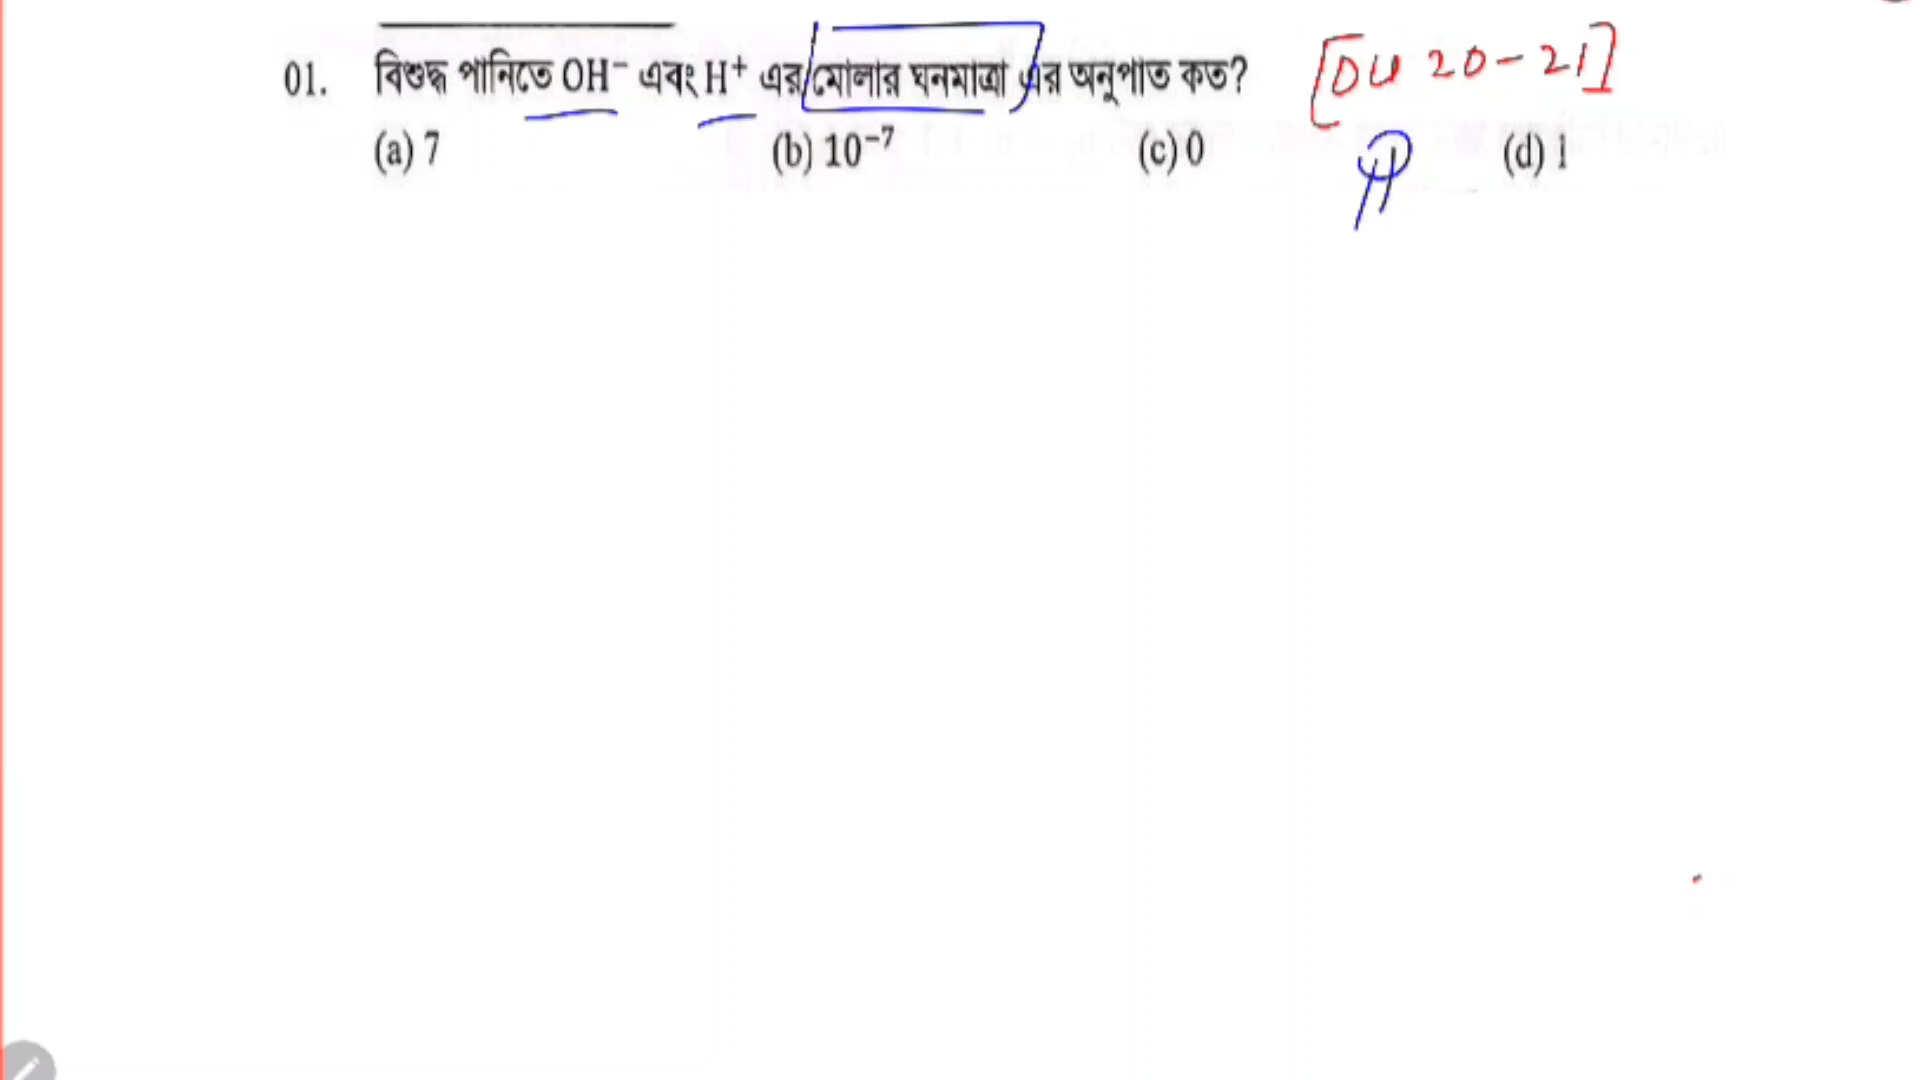 01. বিশুদ্ধ পানিতে OH⁻ এবং H⁺ এর মোলার ঘনমাত্রা এর অনুপাত কত? [DU 20-21]
(a) 7 (b) 10⁻⁷ (c) 0 (d) 1